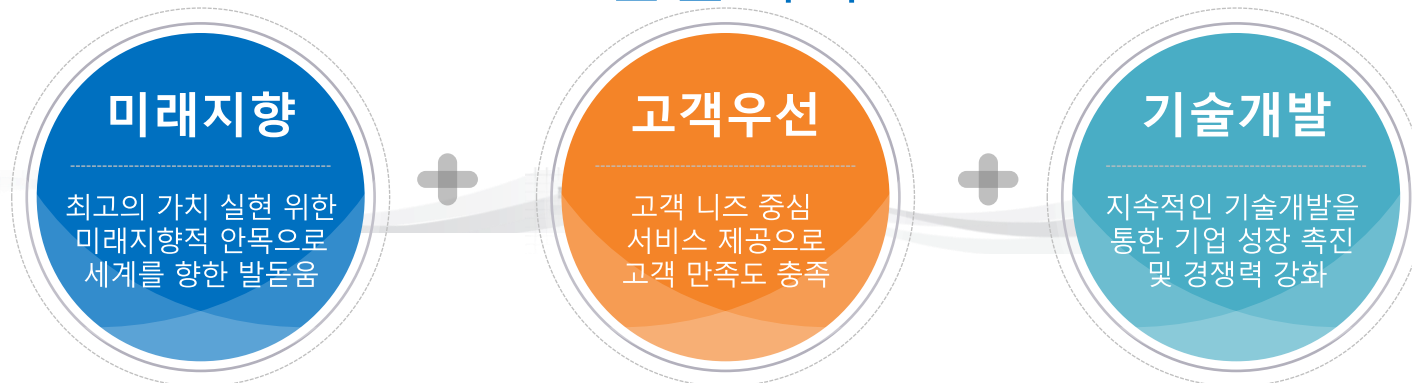 미래지향
최고의 가치 실현 위한
미래지향적 안목으로
세계를 향한 발돋움
고객우선
고객 니즈 중심
서비스 제공으로
고객 만족도 충족
기술개발
지속적인 기술개발을
통한 기업 성장 촉진
및 경쟁력 강화